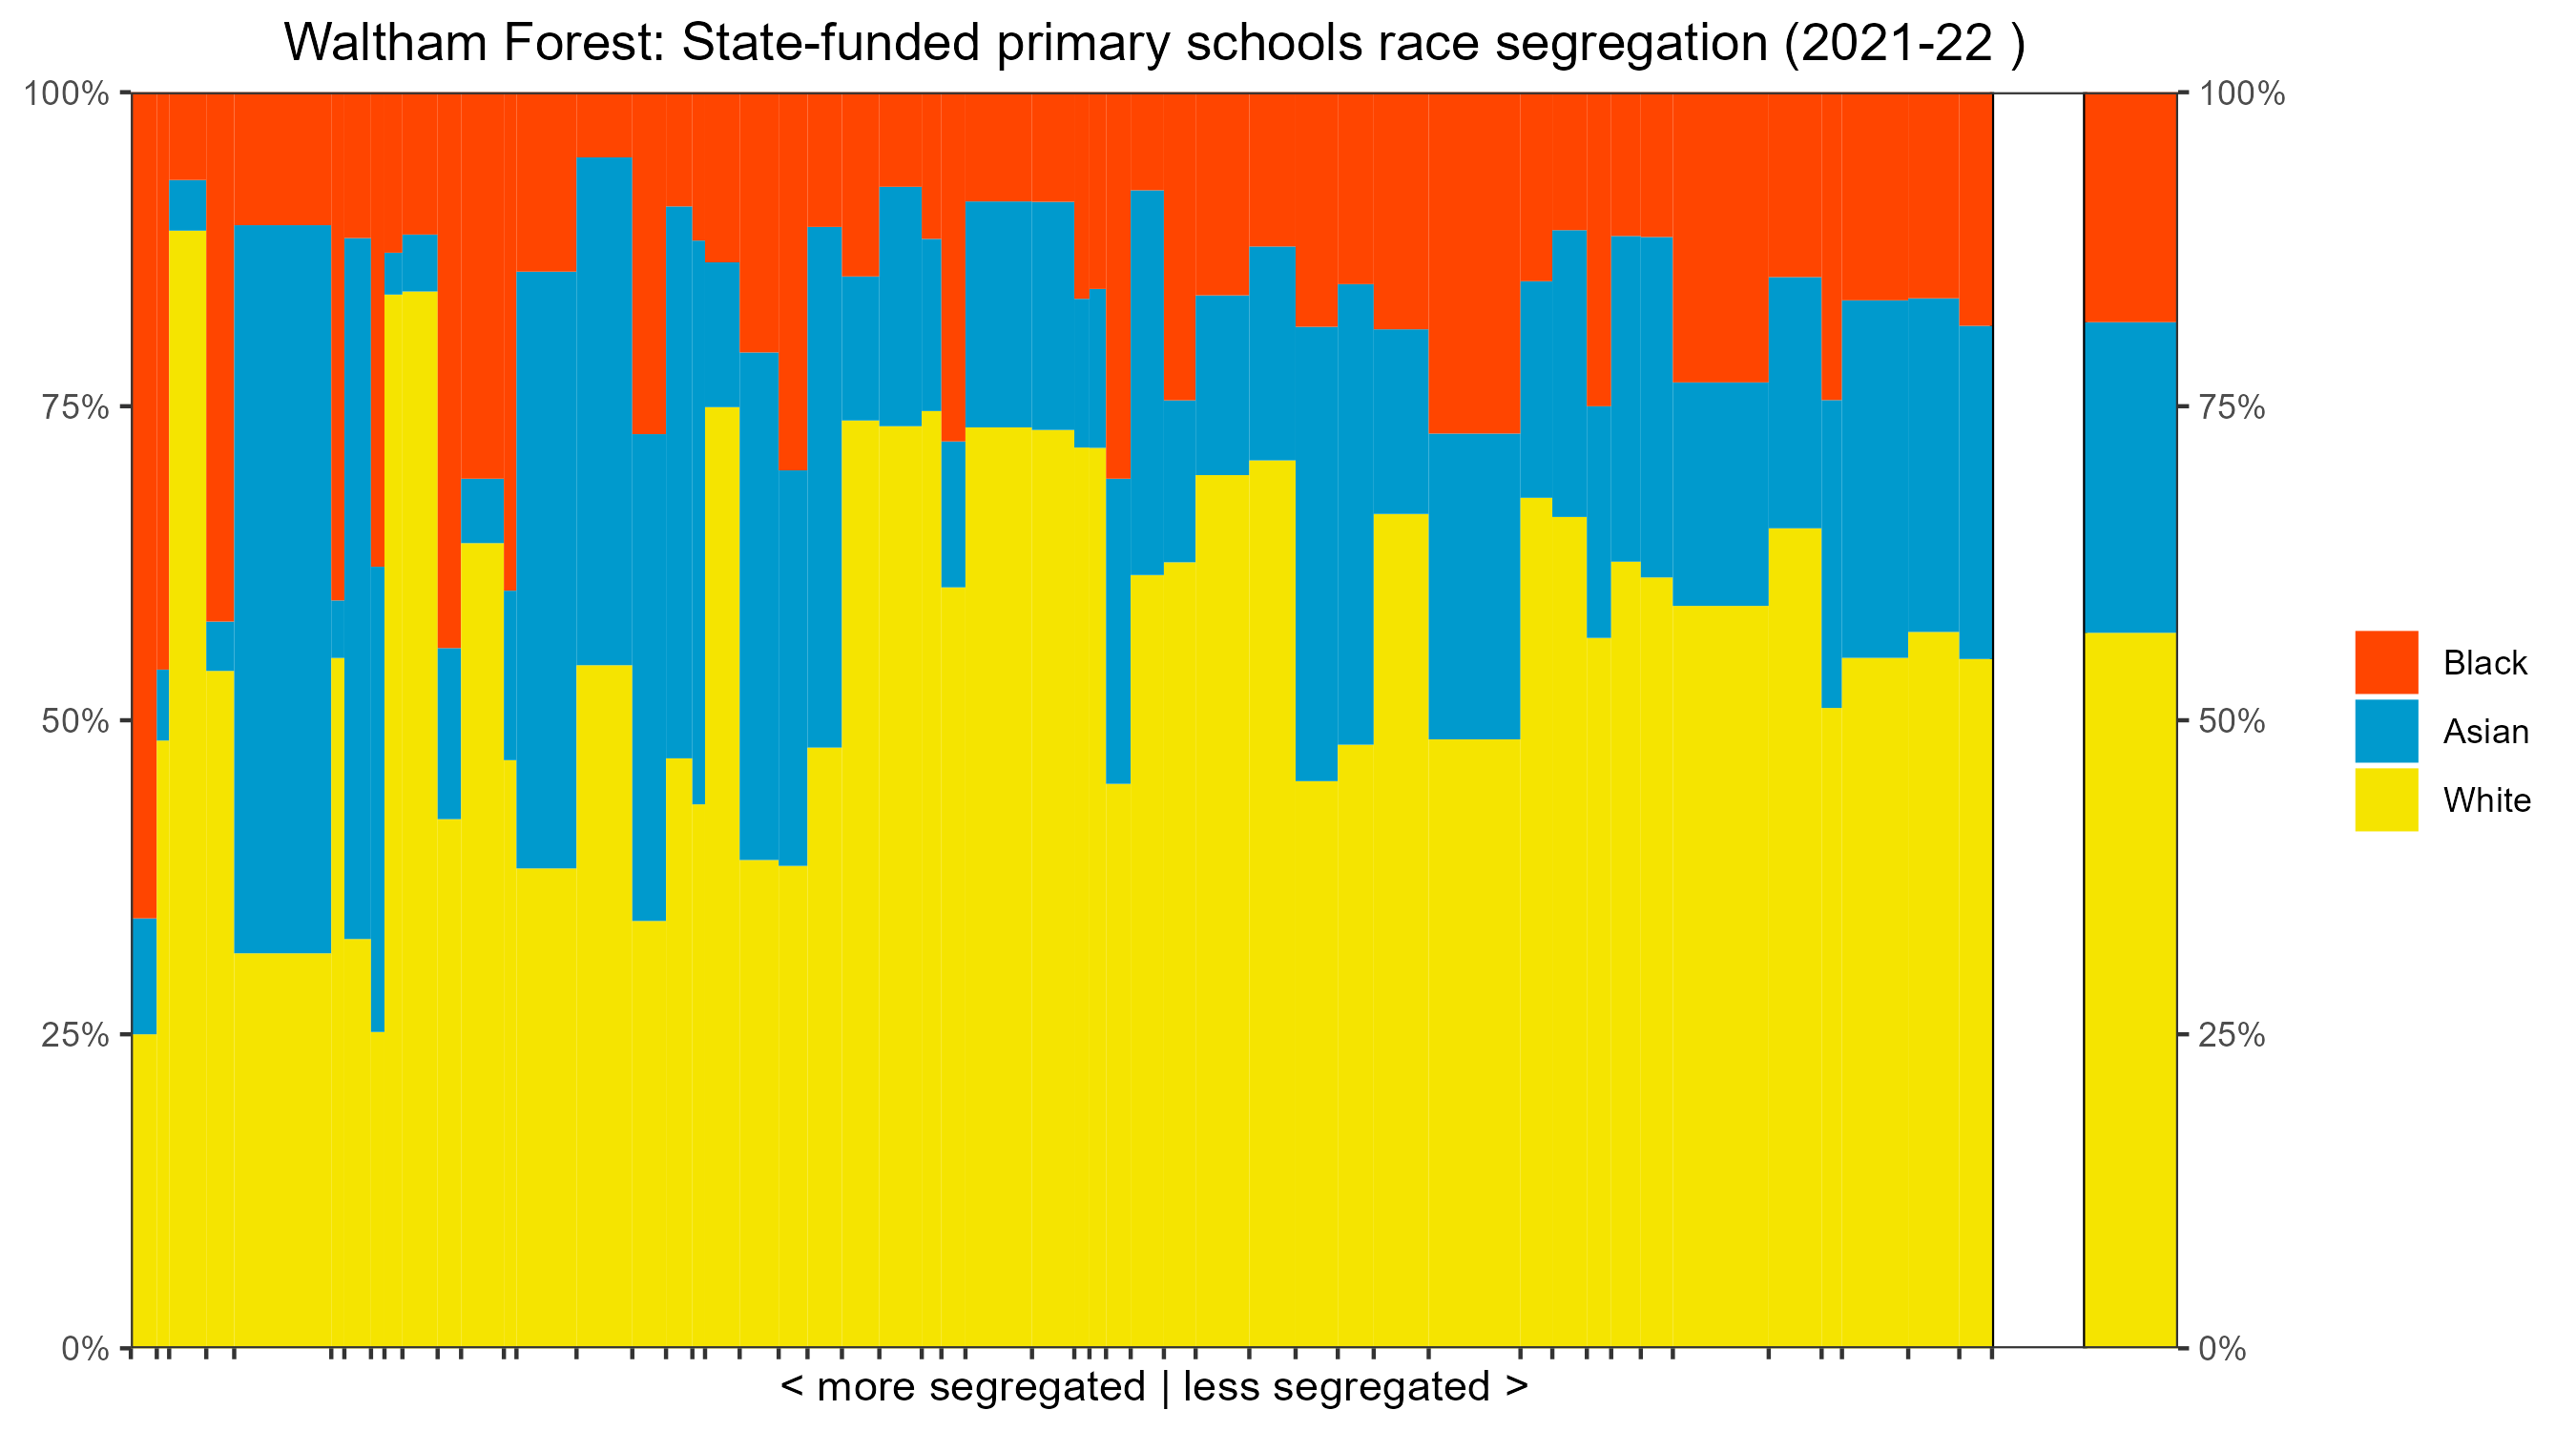 Waltham Forest: State-funded primary schools race segregation (2021-22 )
100%
100%
75%
75%
50%
50%
25%
25%
0%
0%
Black
Asian
White
< more segregated | less segregated >